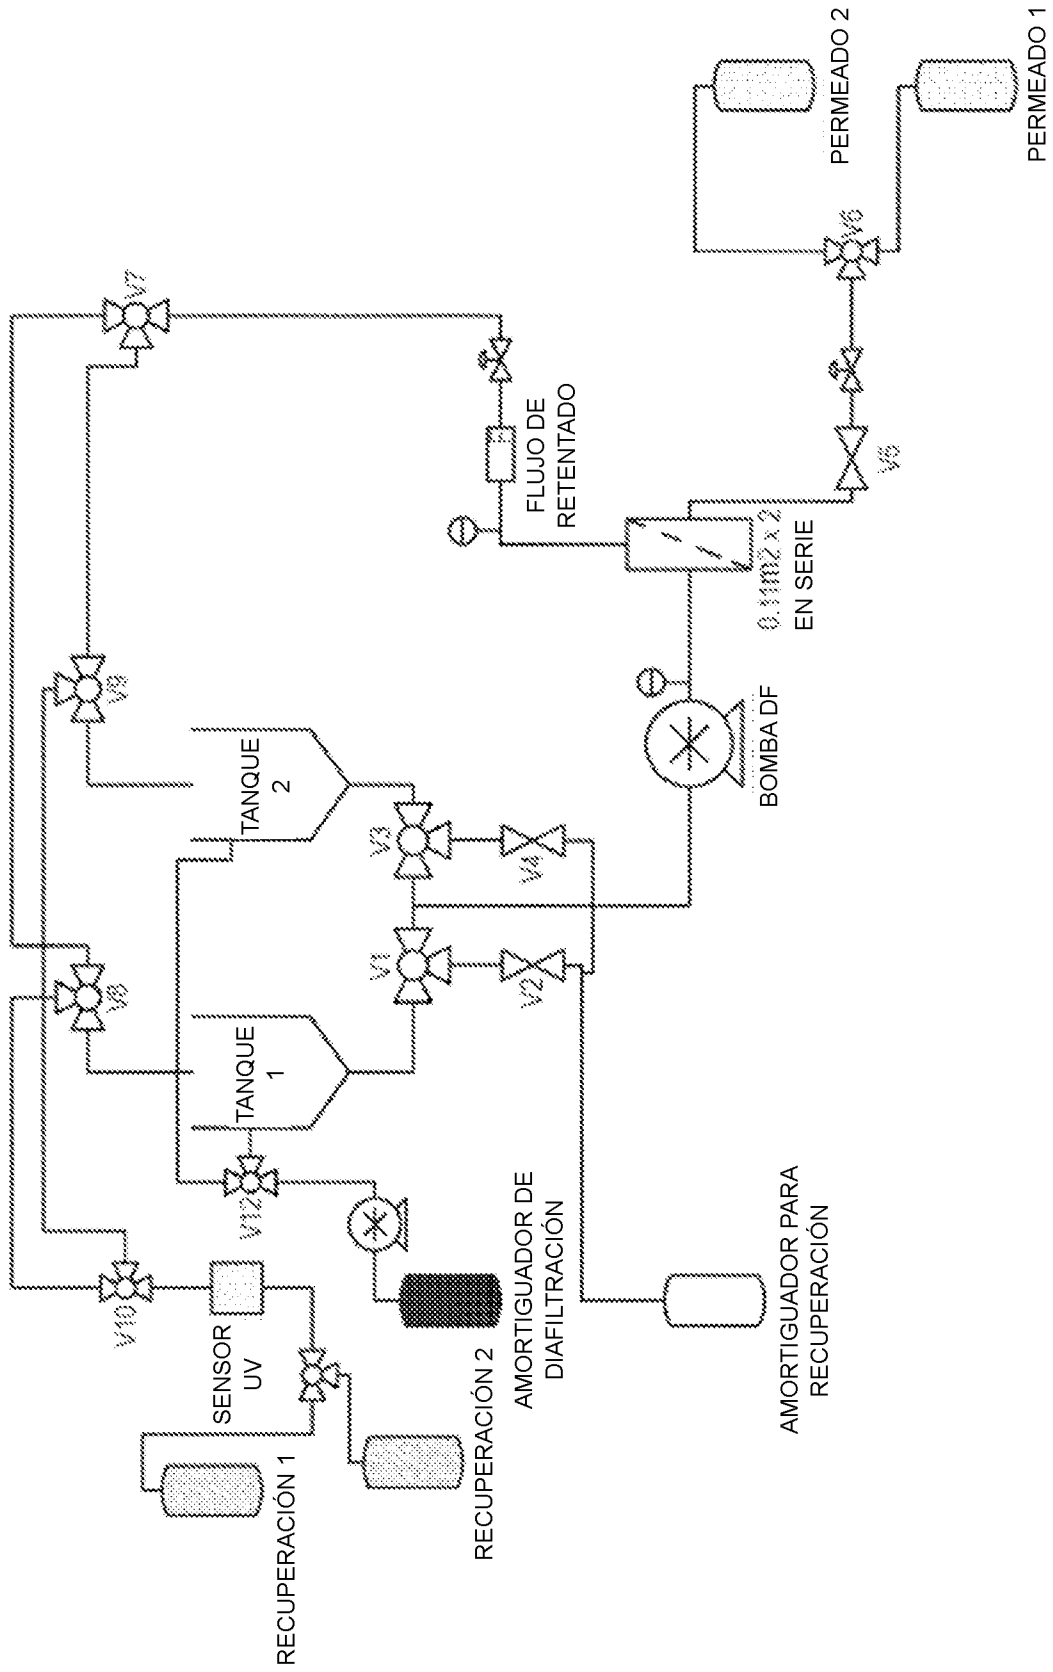 RECUPERACIÓN 1
SENSOR
UV
V10
RECUPERACIÓN 2
AMORTIGUADOR DE
DIAFILTRACIÓN
AMORTIGUADOR PARA
RECUPERACIÓN
V12
TANQUE
1
V8
V1
V2
TANQUE
2
V9
V3
V4
BOMBA DF
0.11m2 x 2
EN SERIE
FLUJO DE
RETENTADO
V7
V5
V6
PERMEADO 2
PERMEADO 1